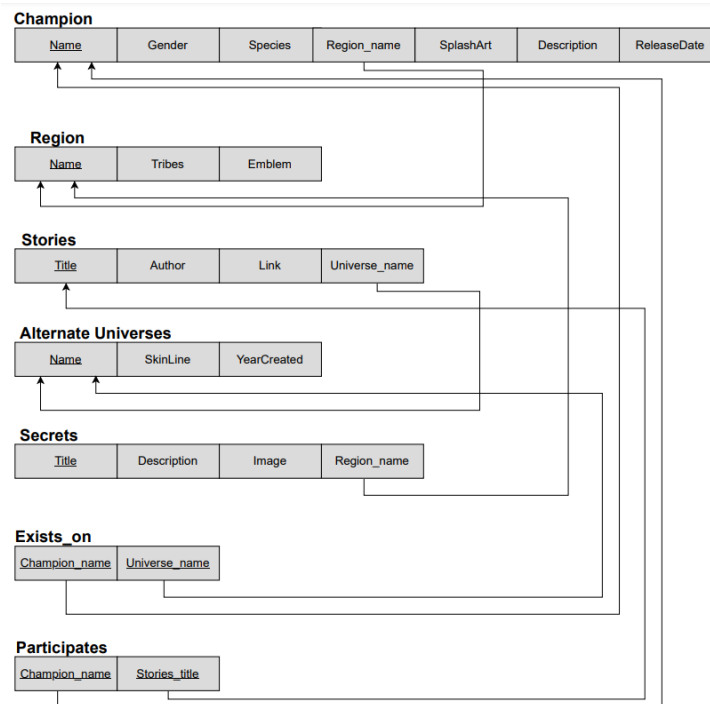 Champion
Name Gender Species Region_name SplashArt Description ReleaseDate
Region
Name Tribes Emblem
Stories
Title Author Link Universe_name
Alternate Universes
Name SkinLine YearCreated
Secrets
Title Description Image Region_name
Exists_on
Champion_name Universe_name
Participates
Champion_name Stories_title